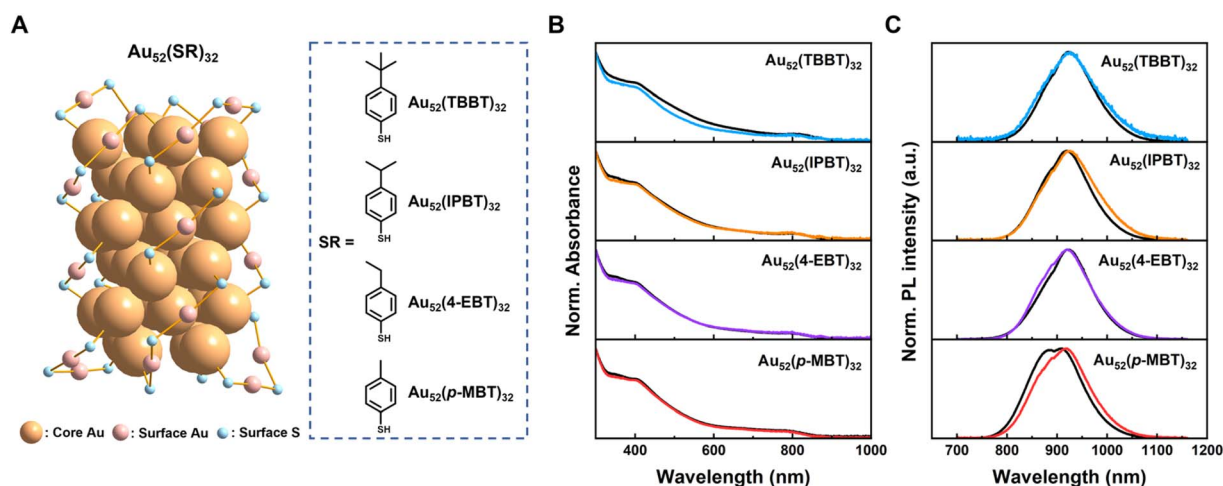 A
Au52(SR)32
SR =
SH
Au52(TBBT)32
SH
Au52(IPBT)32
SH
Au52(4-EBT)32
SH
Au52(p-MBT)32
: Core Au : Surface Au : Surface S
B
Norm. Absorbance
Au52(TBBT)32
Au52(IPBT)32
Au52(4-EBT)32
Au52(p-MBT)32
400 600 800 1000
Wavelength (nm)
C
Norm. PL intensity (a.u.)
Au52(TBBT)32
Au52(IPBT)32
Au52(4-EBT)32
Au52(p-MBT)32
700 800 900 1000 1100 1200
Wavelength (nm)